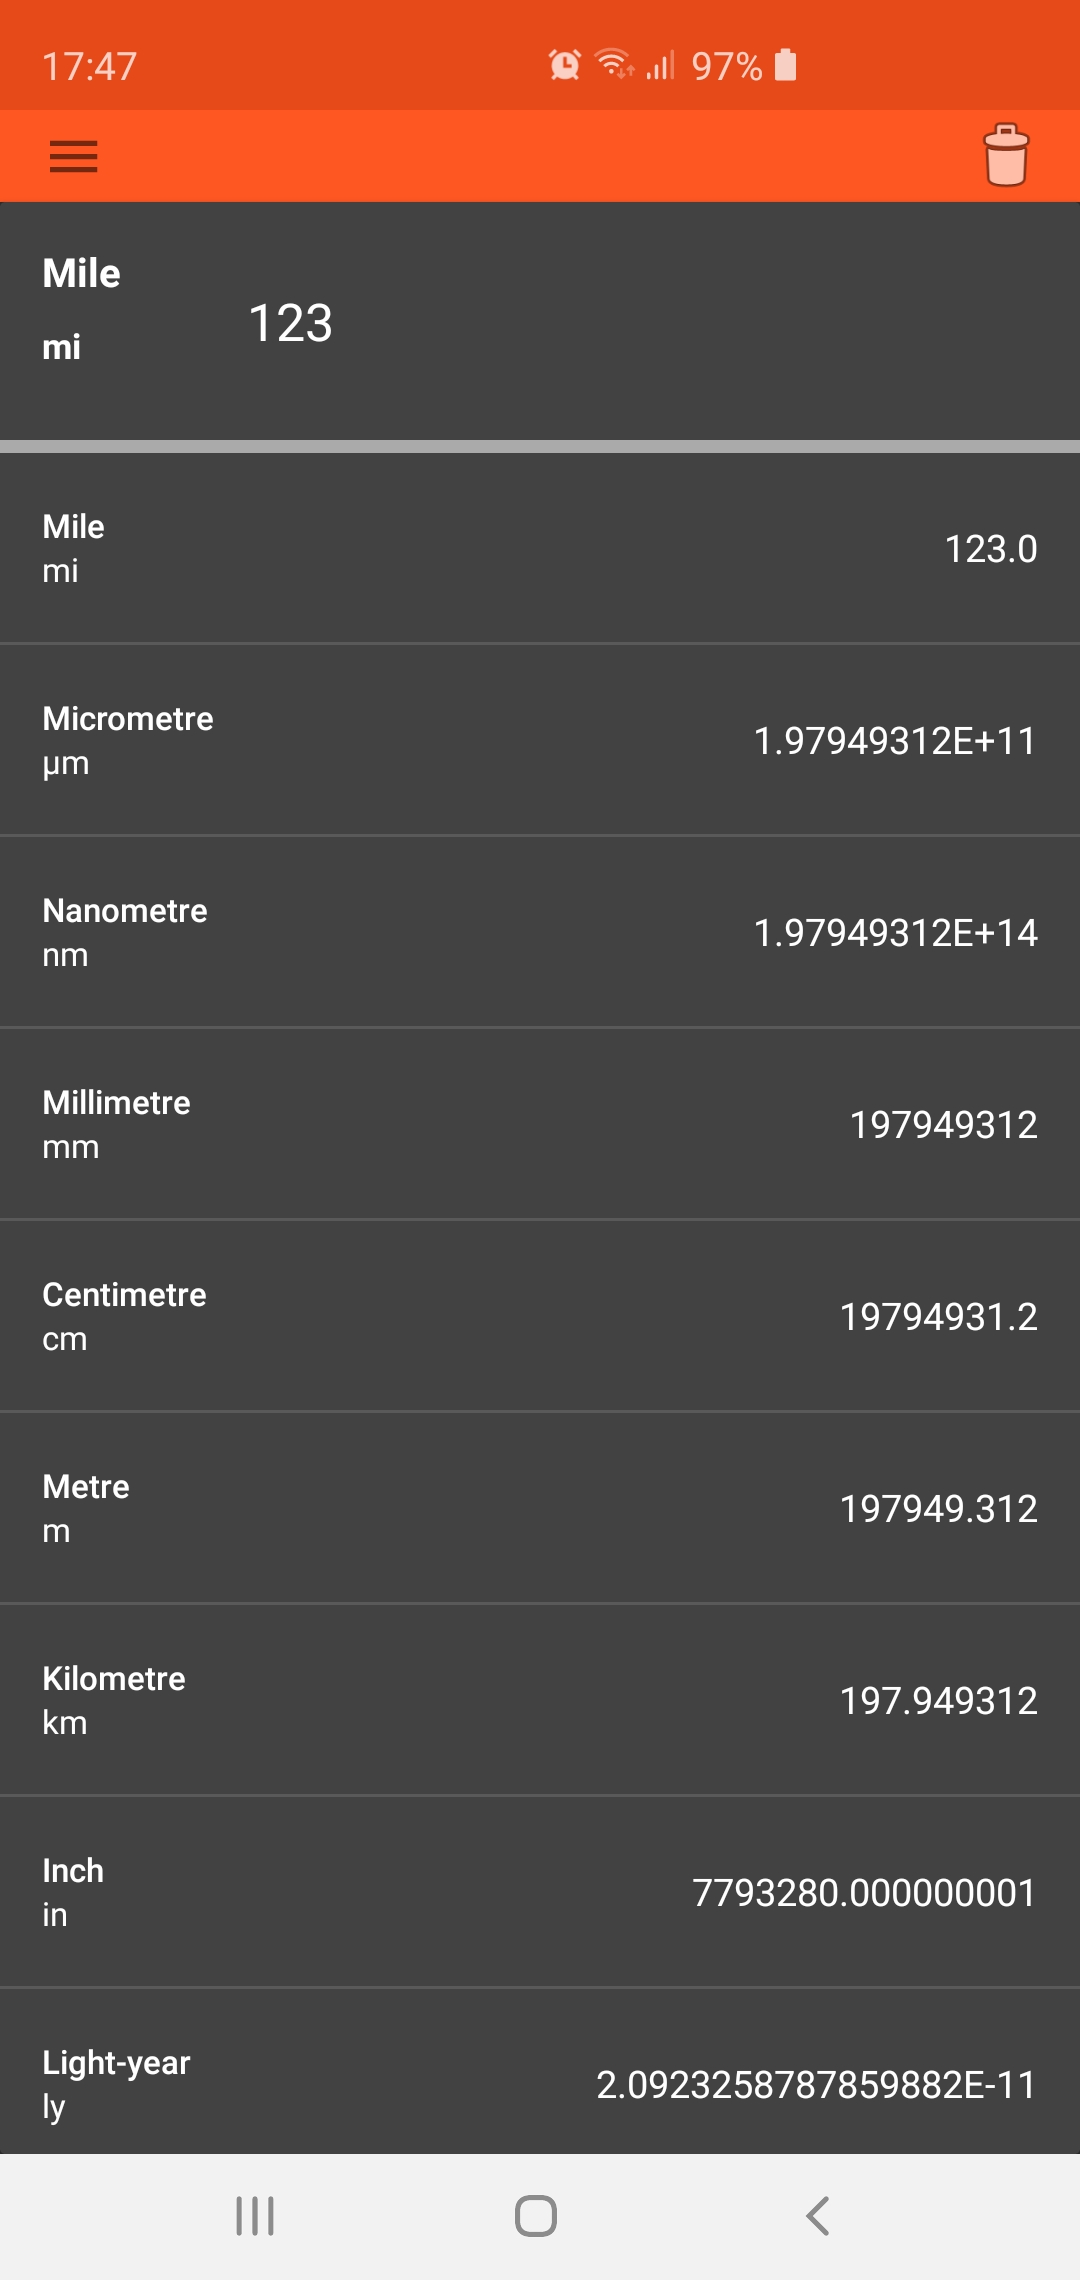 17:47
97%
Mile
mi
123
Mile
mi
123.0
Micrometre
µm
1.97949312E+11
Nanometre
nm
1.97949312E+14
Millimetre
mm
197949312
Centimetre
cm
19794931.2
Metre
m
197949.312
Kilometre
km
197.949312
Inch
in
7793280.000000001
Light-year
ly
2.0923258787859882E-11